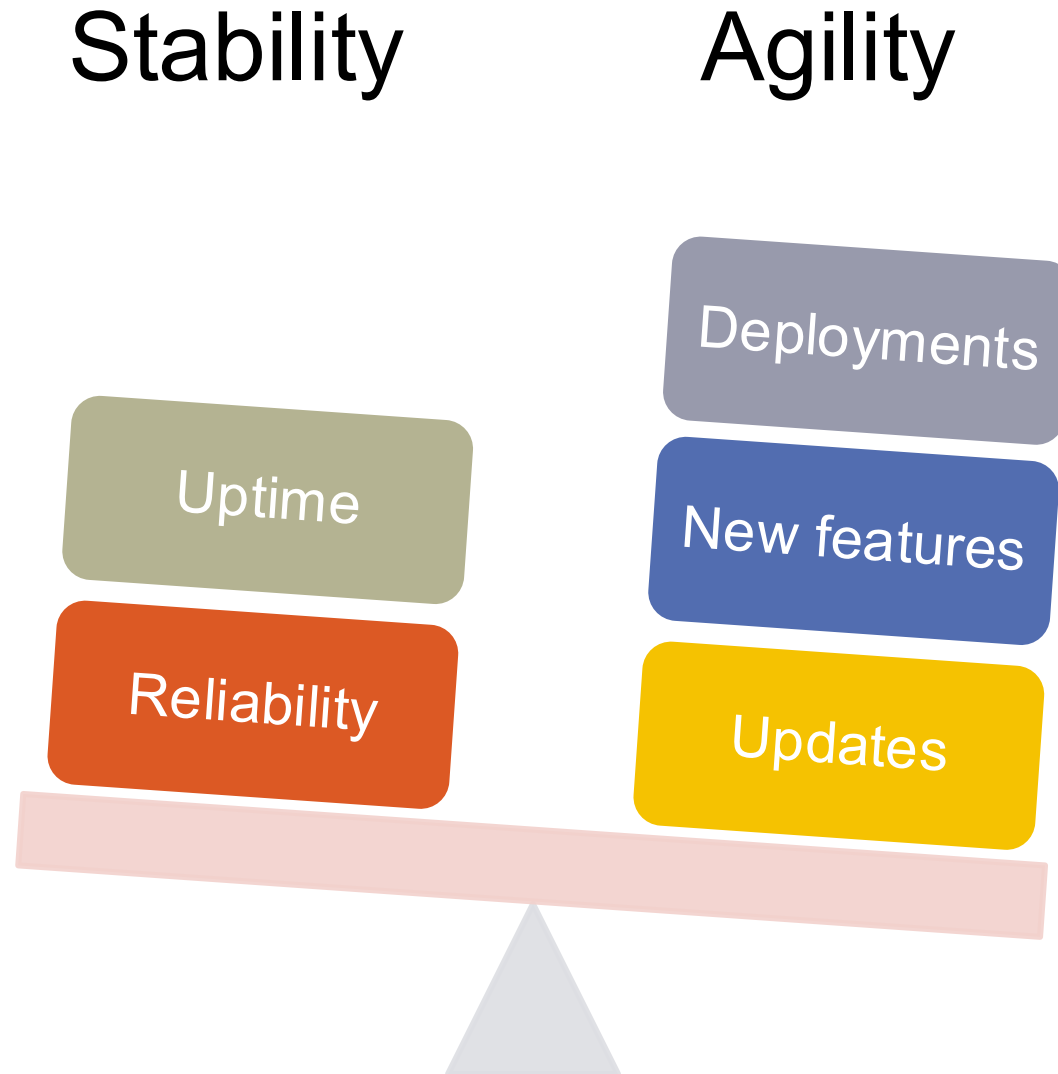 Stability
Agility
Deployments
Uptime
New features
Reliability
Updates